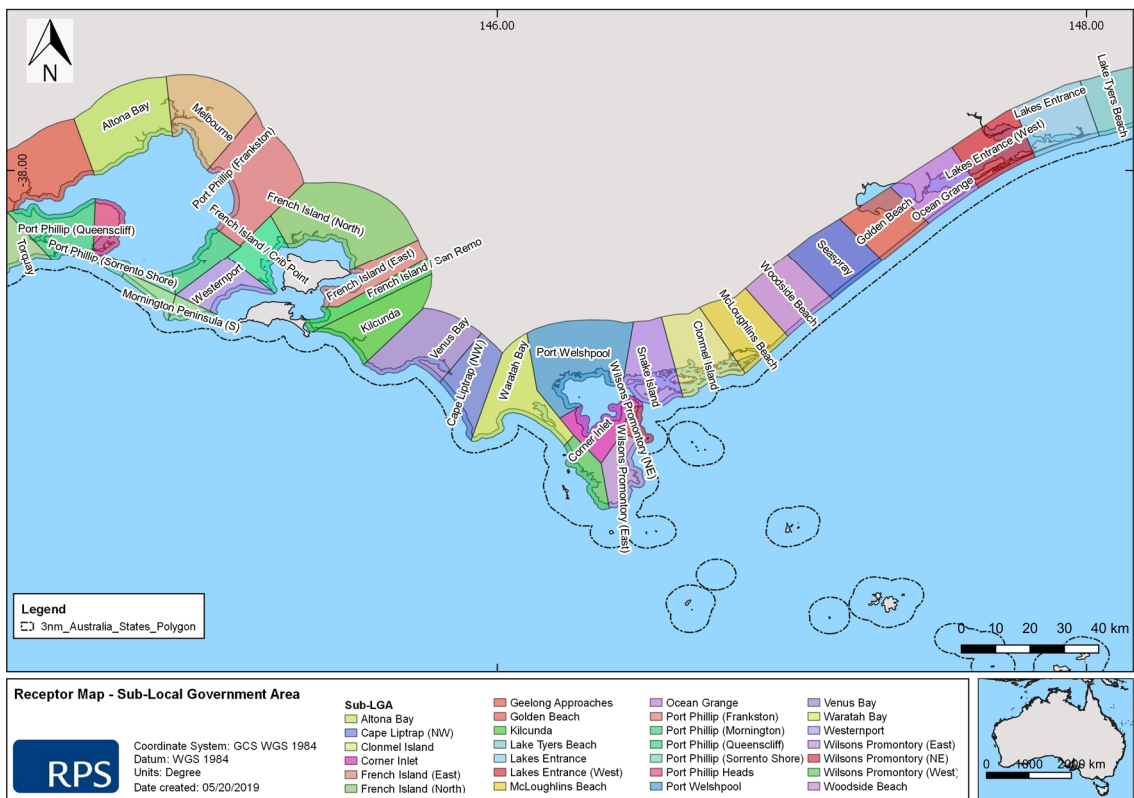 146.00
148.00
-38.00
N
Altona Bay
Melbourne
Port Phillip (Frankston)
French Island (North)
Port Phillip (Queenscliff)
Torquay
Port Phillip (Sorrento Shore)
French Island / Crib Point
Westernport
Mornington Peninsula (S)
French Island (East)
French Island / San Remo
Kilcunda
Venus Bay
Cape Liptrap (NW)
Waratah Bay
Port Welshpool
Corner Inlet
Wilsons Promontory (NE)
Wilsons Promontory (East)
Snake Island
Clonmel Island
McLoughlins Beach
Woodside Beach
Seaspray
Golden Beach
Ocean Grange
Lakes Entrance (West)
Lakes Entrance
Lake Tyers Beach
Legend
3nm_Australia_States_Polygon
0 10 20 30 40 km
Receptor Map - Sub-Local Government Area
RPS
Coordinate System: GCS WGS 1984
Datum: WGS 1984
Units: Degree
Date created: 05/20/2019
Sub-LGA
Altona Bay
Cape Liptrap (NW)
Clonmel Island
Corner Inlet
French Island (East)
French Island (North)
Geelong Approaches
Golden Beach
Kilcunda
Lake Tyers Beach
Lakes Entrance
Lakes Entrance (West)
McLoughlins Beach
Ocean Grange
Port Phillip (Frankston)
Port Phillip (Mornington)
Port Phillip (Queenscliff)
Port Phillip (Sorrento Shore)
Port Phillip Heads
Port Welshpool
Venus Bay
Waratah Bay
Westernport
Wilsons Promontory (East)
Wilsons Promontory (NE)
Wilsons Promontory (West)
Woodside Beach
0 1000 2000 km